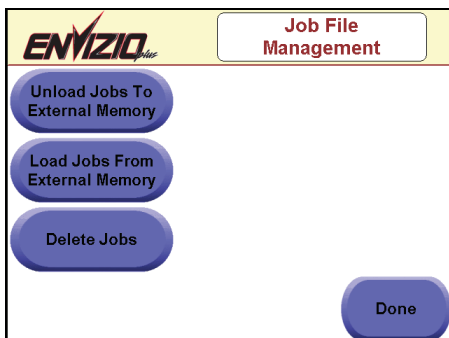 ENVIZIO plus
Job File
Management
Unload Jobs To
External Memory
Load Jobs From
External Memory
Delete Jobs
Done